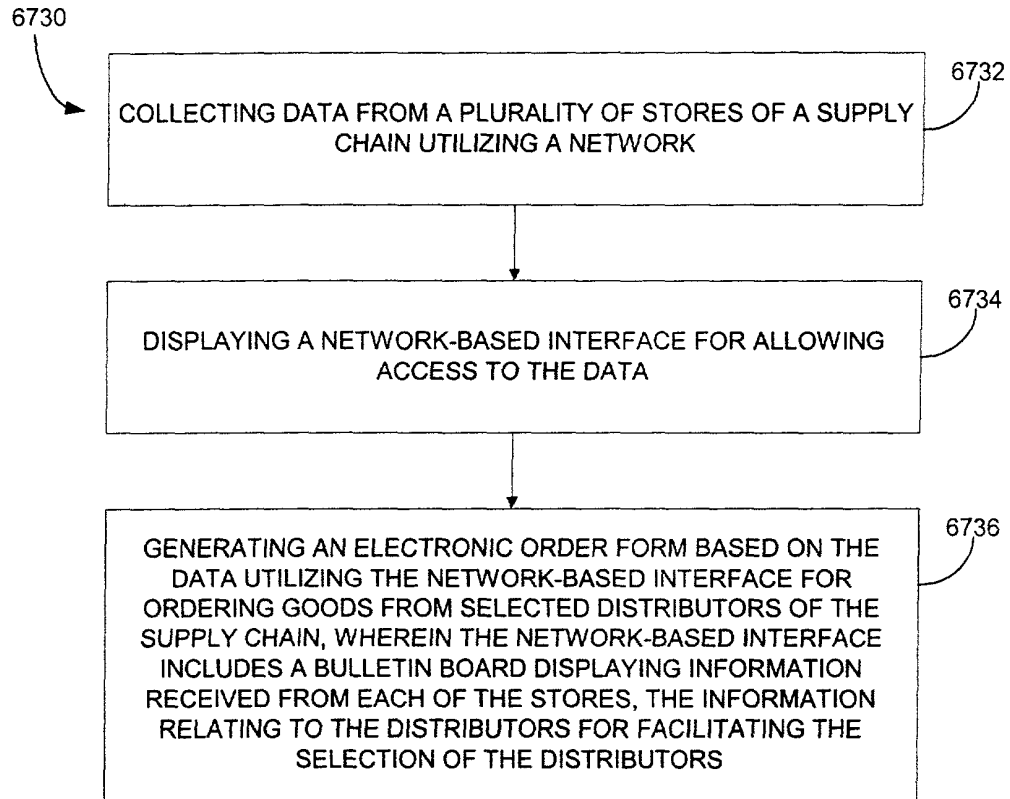 6730
6732
COLLECTING DATA FROM A PLURALITY OF STORES OF A SUPPLY
CHAIN UTILIZING A NETWORK
6734
DISPLAYING A NETWORK-BASED INTERFACE FOR ALLOWING
ACCESS TO THE DATA
6736
GENERATING AN ELECTRONIC ORDER FORM BASED ON THE
DATA UTILIZING THE NETWORK-BASED INTERFACE FOR
ORDERING GOODS FROM SELECTED DISTRIBUTORS OF THE
SUPPLY CHAIN, WHEREIN THE NETWORK-BASED INTERFACE
INCLUDES A BULLETIN BOARD DISPLAYING INFORMATION
RECEIVED FROM EACH OF THE STORES, THE INFORMATION
RELATING TO THE DISTRIBUTORS FOR FACILITATING THE
SELECTION OF THE DISTRIBUTORS